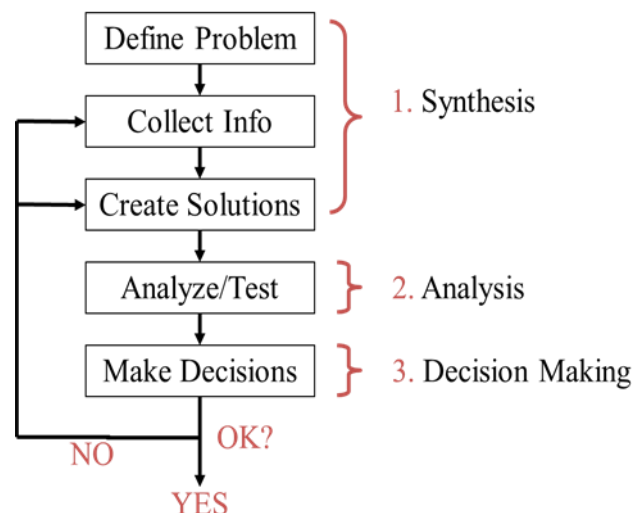 Define Problem
Collect Info
1. Synthesis
Create Solutions
Analyze/Test
2. Analysis
Make Decisions
3. Decision Making
OK?
NO
YES